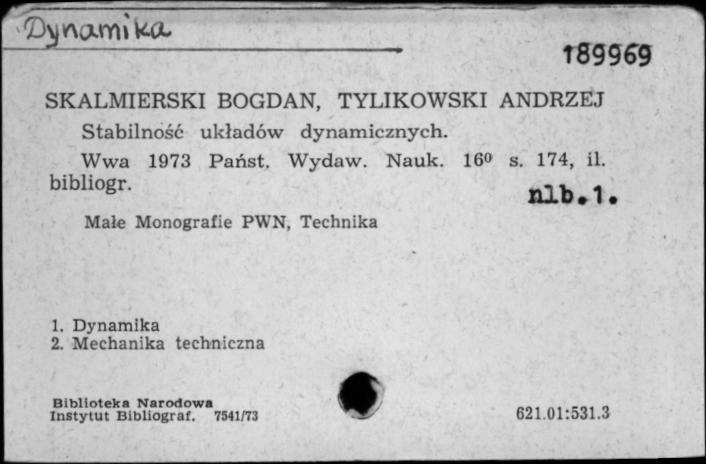 Dynamika
189969
SKALMIERSKI BOGDAN, TYLIKOWSKI ANDRZEJ
Stabilność układów dynamicznych.
Wwa 1973 Państ. Wydaw. Nauk. 16⁰ s. 174, il.
bibliogr.
nlb.1.
Małe Monografie PWN, Technika
1. Dynamika
2. Mechanika techniczna
Biblioteka Narodowa
Instytut Bibliograf. 7541/73
621.01:531.3